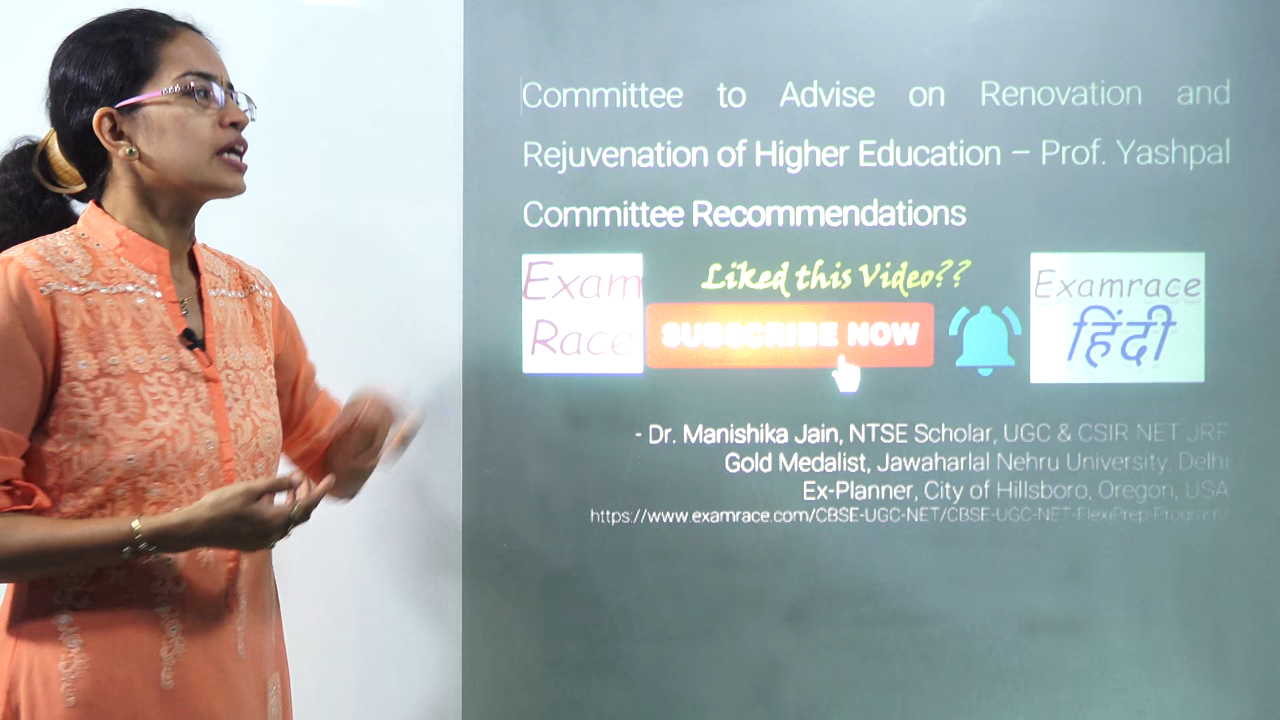 Committee to Advise on Renovation and
Rejuvenation of Higher Education – Prof. Yashpal
Committee Recommendations
Exam
Race
Liked this Video??
SUBSCRIBE NOW
Examrace
हिंदी
- Dr. Manishika Jain, NTSE Scholar, UGC & CSIR NET JRF
Gold Medalist, Jawaharlal Nehru University, Delhi
Ex-Planner, City of Hillsboro, Oregon, USA
https://www.examrace.com/CBSE-UGC-NET/CBSE-UGC-NET-FlexiPrep-Program/